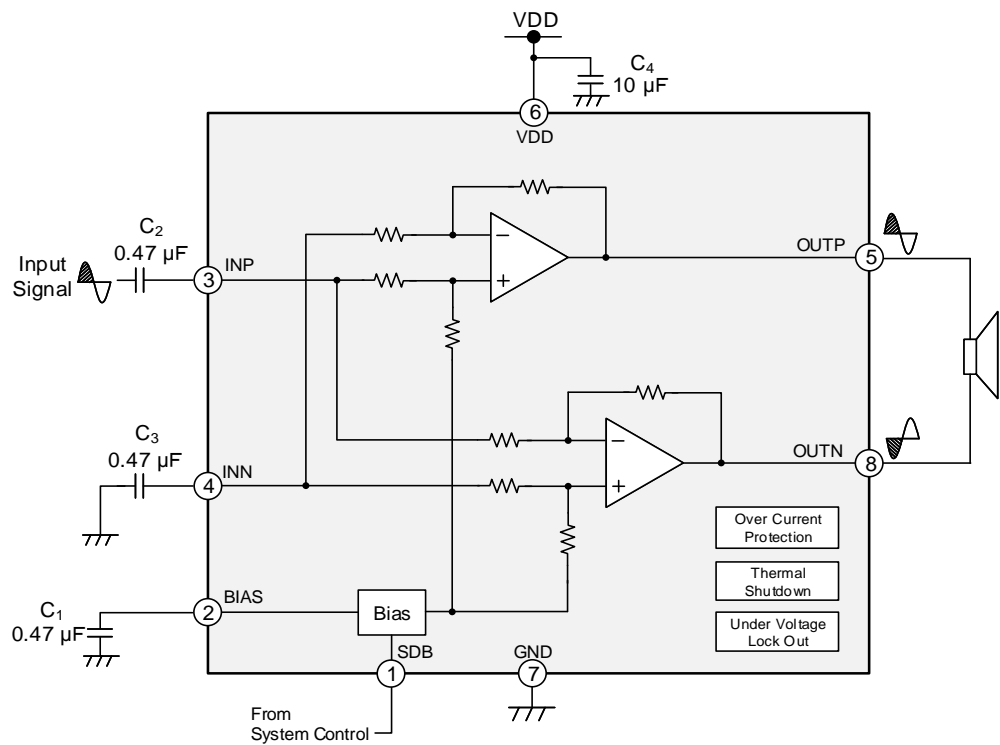 VDD
C₄
10 µF
6
VDD
C₂
0.47 µF
Input
Signal
3
INP
−
+
OUTP
5
C₃
0.47 µF
4
INN
−
+
OUTN
8
Over Current
Protection
Thermal
Shutdown
Under Voltage
Lock Out
C₁
0.47 µF
2
BIAS
Bias
SDB
1
GND
7
From
System Control